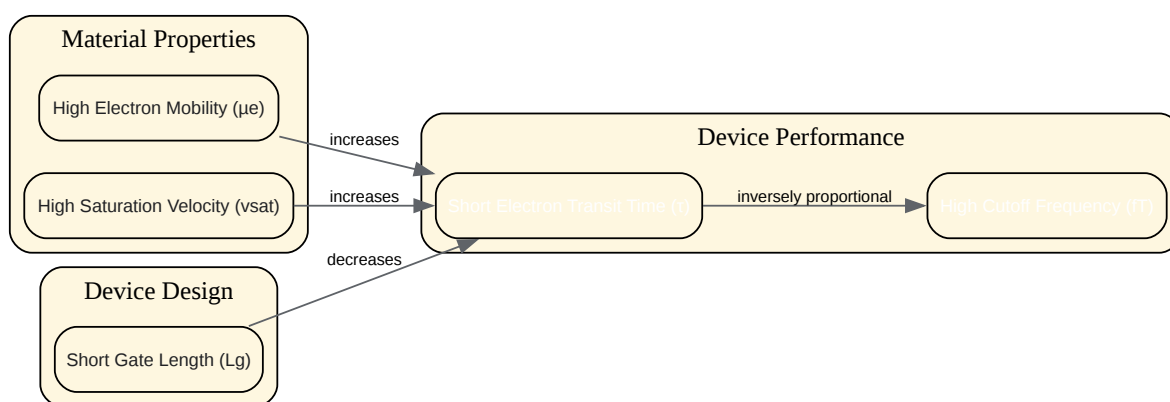 Material Properties
High Electron Mobility (µe)
High Saturation Velocity (vsat)
increases
increases
decreases
Device Design
Short Gate Length (Lg)
Device Performance
Short Electron Transit Time (τ)
inversely proportional
High Cutoff Frequency (fT)